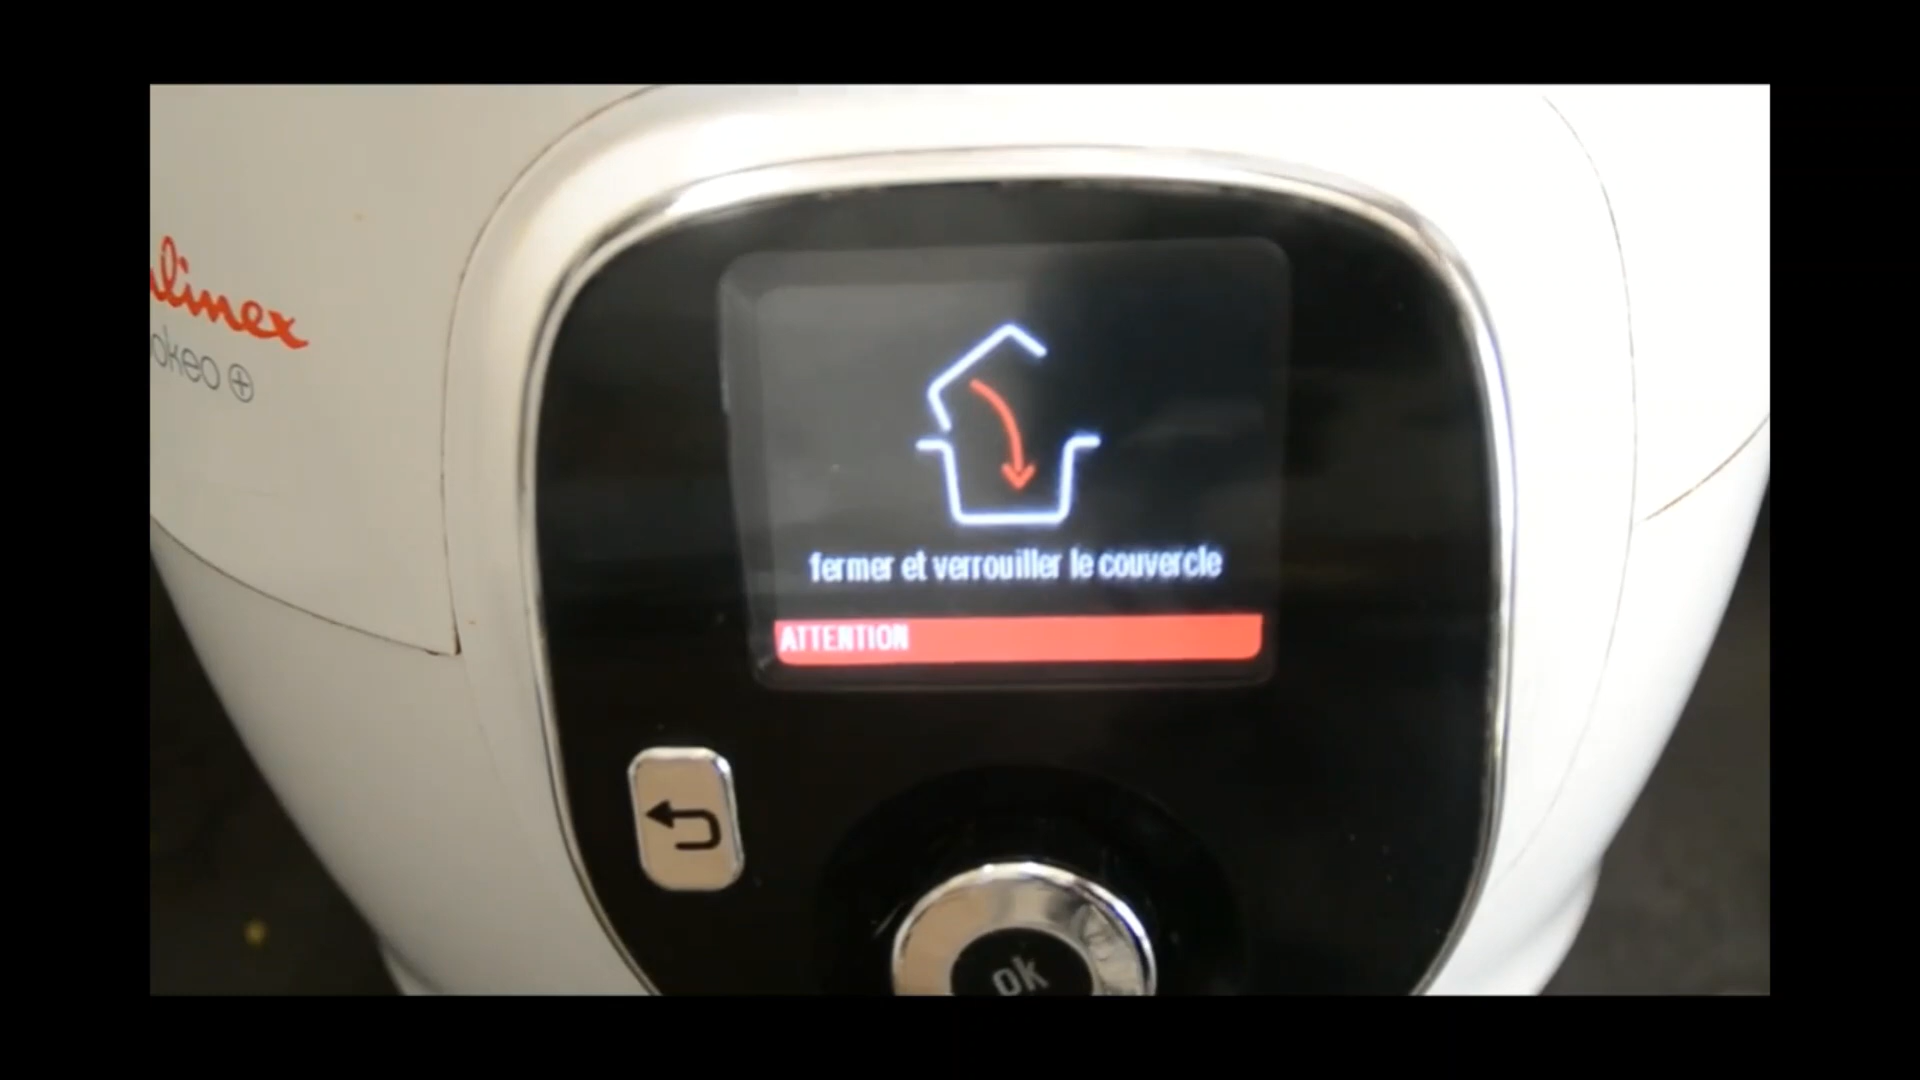 linex
okeo
fermer et verrouiller le couvercle
ATTENTION
ok